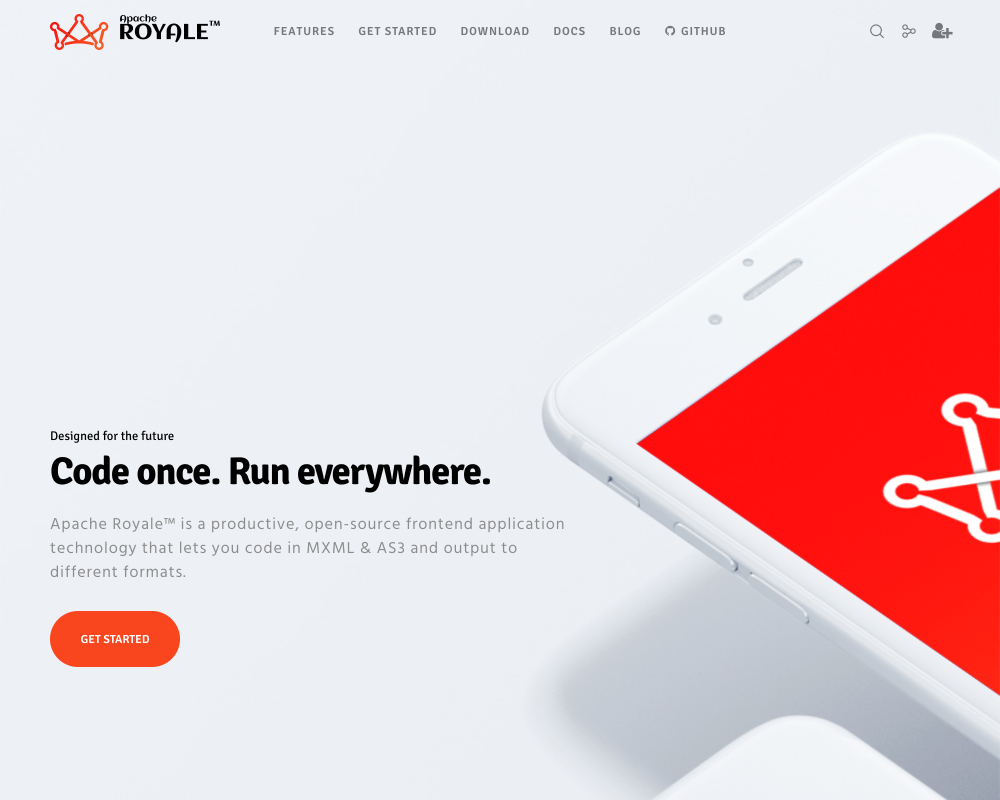 Apache
ROYALE™
FEATURES GET STARTED DOWNLOAD DOCS BLOG GITHUB
Designed for the future
Code once. Run everywhere.
Apache Royale™ is a productive, open-source frontend application
technology that lets you code in MXML & AS3 and output to
different formats.
GET STARTED